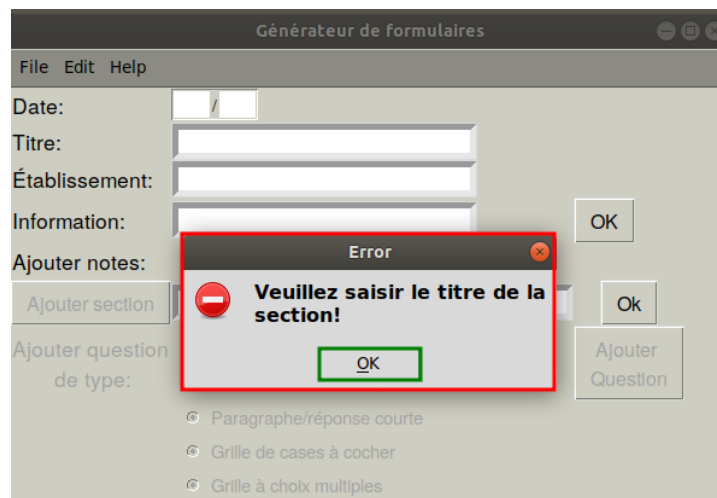 Générateur de formulaires
File Edit Help
Date: /
Titre:
Établissement:
Information: OK
Ajouter notes:
Error
Veuillez saisir le titre de la
section!
OK
Ajouter section Ok
Ajouter question
de type:
Ajouter
Question
Paragraphe/réponse courte
Grille de cases à cocher
Grille à choix multiples